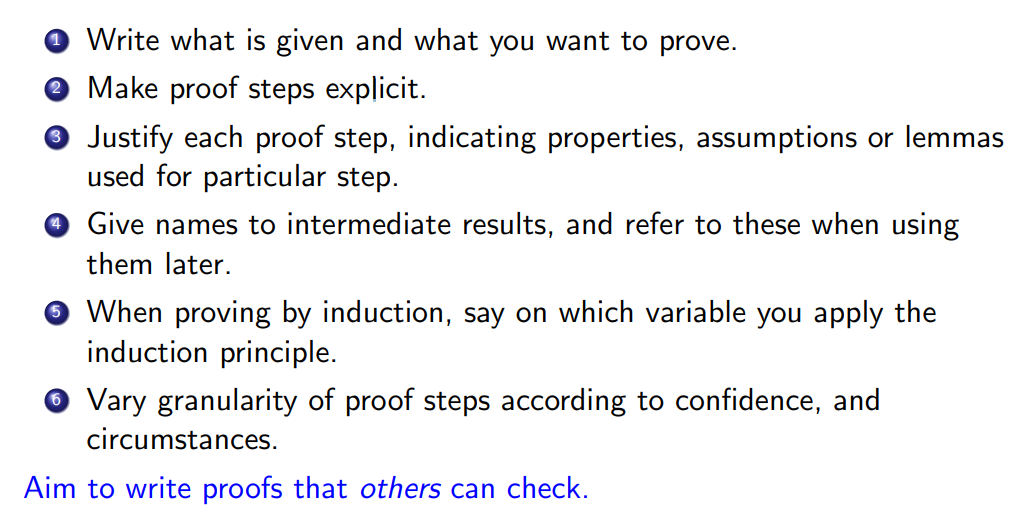 1 Write what is given and what you want to prove.
2 Make proof steps explicit.
3 Justify each proof step, indicating properties, assumptions or lemmas
used for particular step.
4 Give names to intermediate results, and refer to these when using
them later.
5 When proving by induction, say on which variable you apply the
induction principle.
6 Vary granularity of proof steps according to confidence, and
circumstances.
Aim to write proofs that others can check.